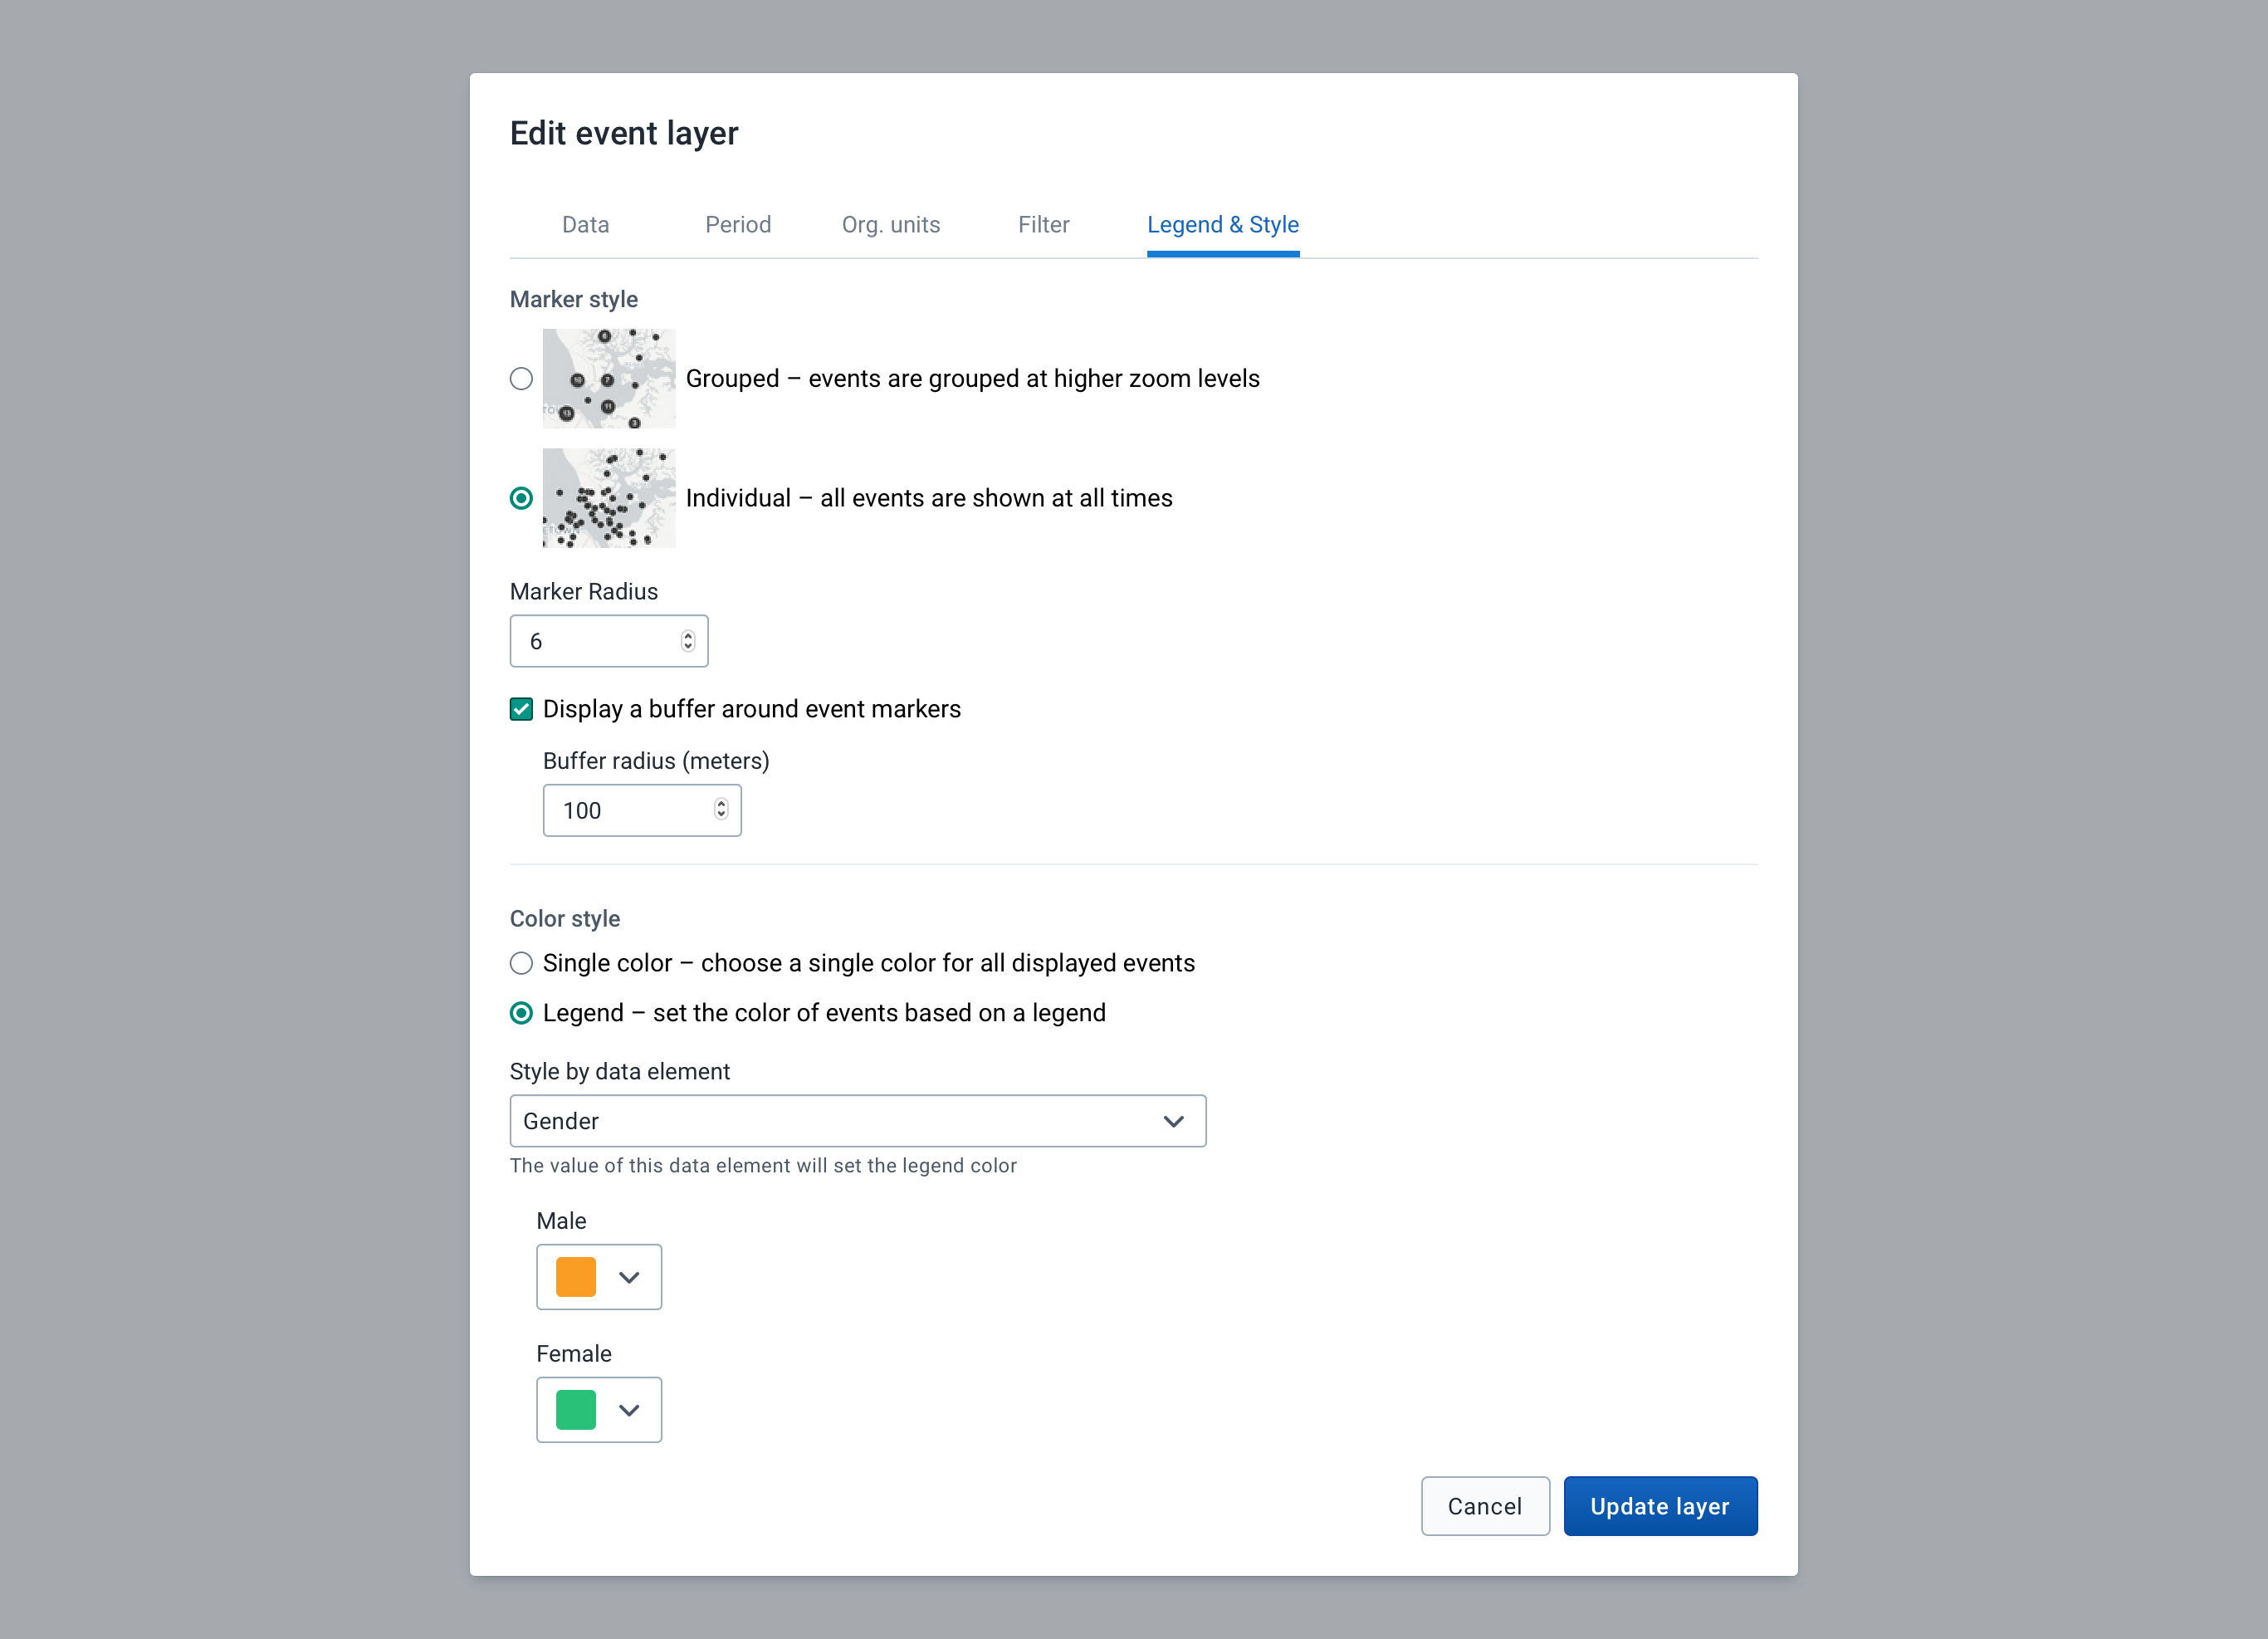 Edit event layer
Data Period Org. units Filter Legend & Style
Marker style
Grouped – events are grouped at higher zoom levels
Individual – all events are shown at all times
Marker Radius
6
Display a buffer around event markers
Buffer radius (meters)
100
Color style
Single color – choose a single color for all displayed events
Legend – set the color of events based on a legend
Style by data element
Gender
The value of this data element will set the legend color
Male
Female
Cancel Update layer